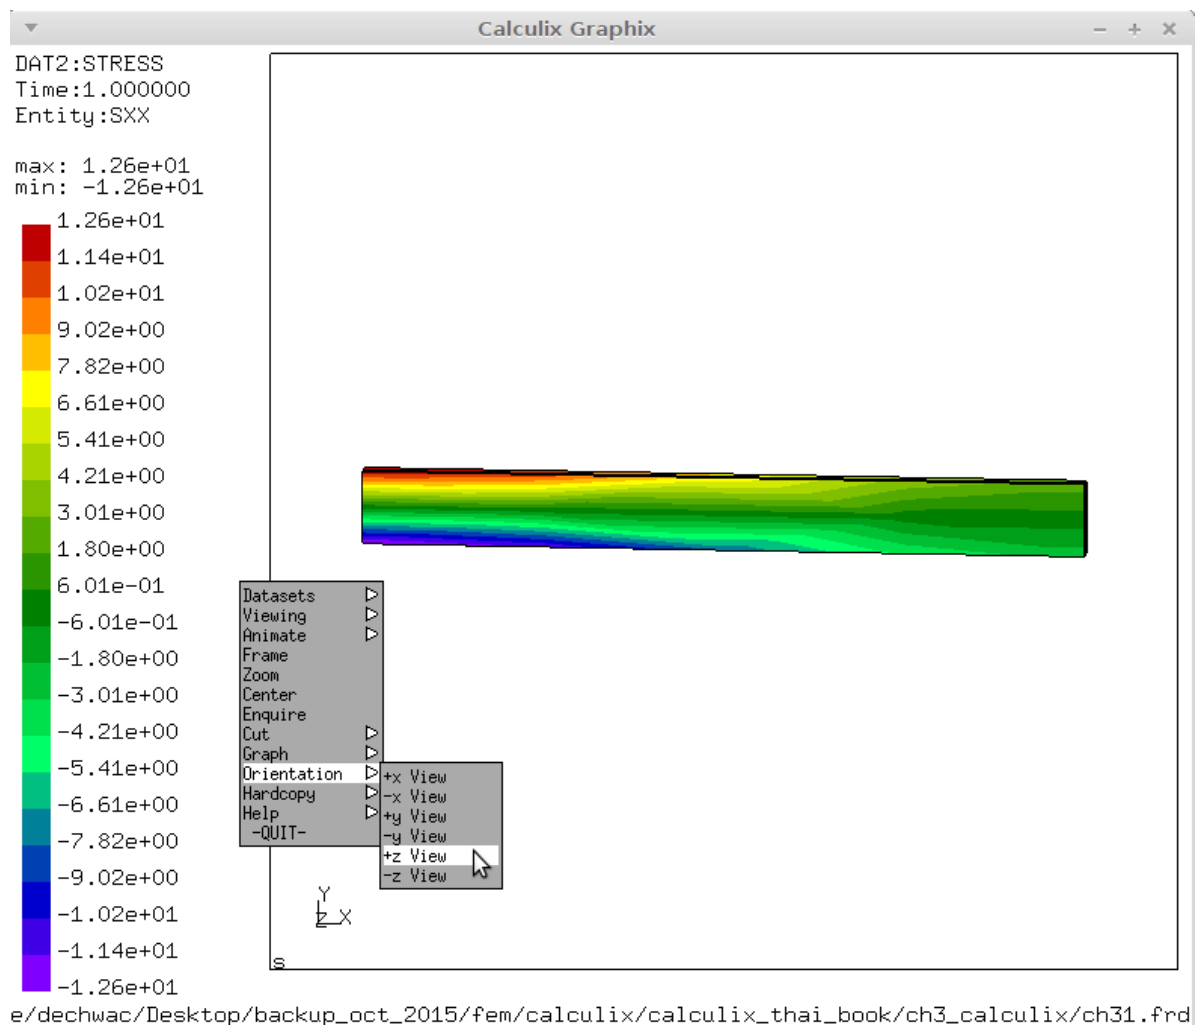 Calculix Graphix
DAT2:STRESS
Time:1.000000
Entity:SXX
max: 1.26e+01
min: -1.26e+01
1.26e+01
1.14e+01
1.02e+01
9.02e+00
7.82e+00
6.61e+00
5.41e+00
4.21e+00
3.01e+00
1.80e+00
6.01e-01
-6.01e-01
-1.80e+00
-3.01e+00
-4.21e+00
-5.41e+00
-6.61e+00
-7.82e+00
-9.02e+00
-1.02e+01
-1.14e+01
-1.26e+01
Datasets
Viewing
Animate
Frame
Zoom
Center
Enquire
Cut
Graph
Orientation
Hardcopy
Help
-QUIT-
+x View
-x View
+y View
-y View
+z View
-z View
Y
Z X
S
e/dechwac/Desktop/backup_oct_2015/fem/calculix/calculix_thai_book/ch3_calculix/ch31.frd